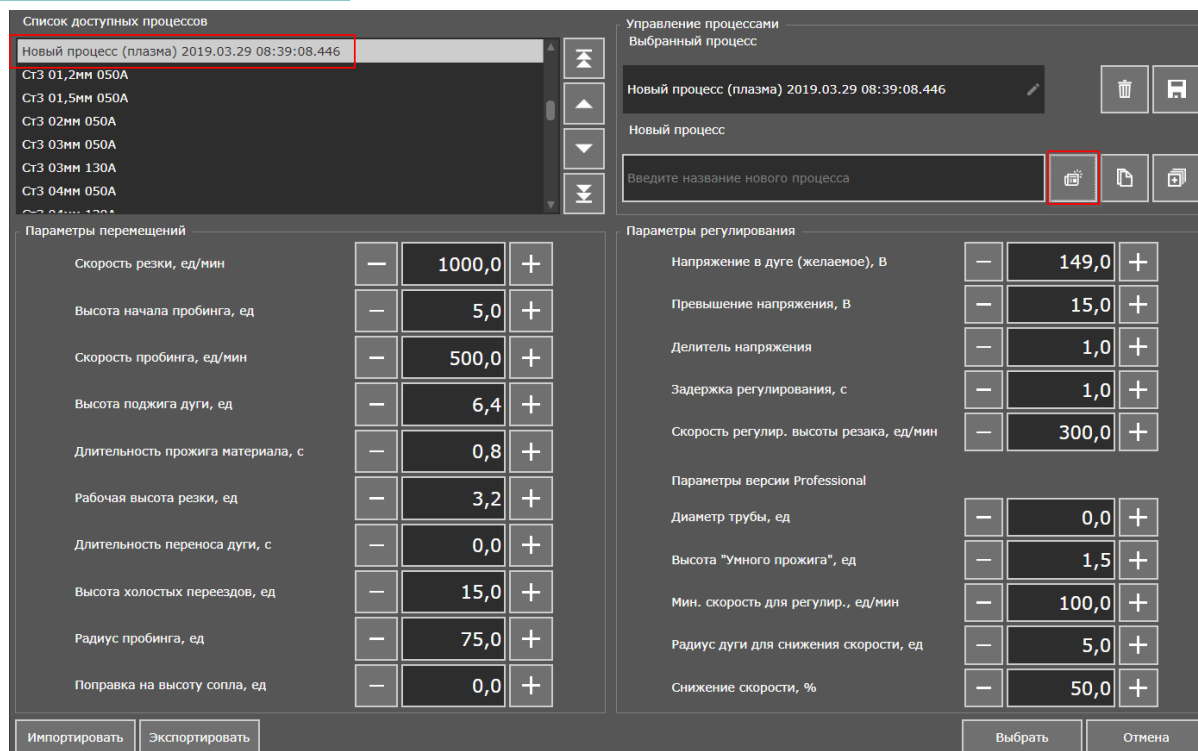 Список доступных процессов
Новый процесс (плазма) 2019.03.29 08:39:08.446
Ст3 01,2мм 050А
Ст3 01,5мм 050А
Ст3 02мм 050А
Ст3 03мм 050А
Ст3 03мм 130А
Ст3 04мм 050А
Управление процессами
Выбранный процесс
Новый процесс (плазма) 2019.03.29 08:39:08.446
Новый процесс
Введите название нового процесса
Параметры перемещений
Скорость резки, ед/мин 1000,0
Высота начала пробинга, ед 5,0
Скорость пробинга, ед/мин 500,0
Высота поджига дуги, ед 6,4
Длительность прожига материала, с 0,8
Рабочая высота резки, ед 3,2
Длительность переноса дуги, с 0,0
Высота холостых переездов, ед 15,0
Радиус пробинга, ед 75,0
Поправка на высоту сопла, ед 0,0
Параметры регулирования
Напряжение в дуге (желаемое), В 149,0
Превышение напряжения, В 15,0
Делитель напряжения 1,0
Задержка регулирования, с 1,0
Скорость регулир. высоты резака, ед/мин 300,0
Параметры версии Professional
Диаметр трубы, ед 0,0
Высота "Умного прожига", ед 1,5
Мин. скорость для регулир., ед/мин 100,0
Радиус дуги для снижения скорости, ед 5,0
Снижение скорости, % 50,0
Импортировать Экспортировать Выбрать Отмена